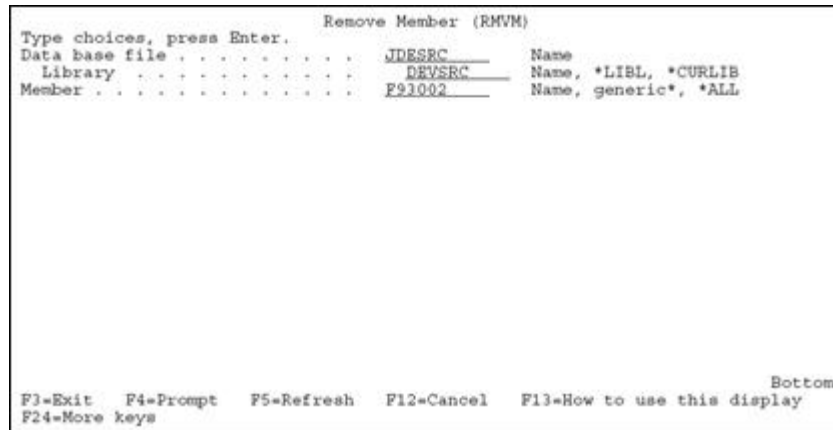 Remove Member (RMVM)
Type choices, press Enter.
Data base file . . . . . . . . . JDESRC Name
Library . . . . . . . . . . . DEVSRC Name, *LIBL, *CURLIB
Member . . . . . . . . . . . . . F93002 Name, generic*, *ALL
Bottom
F3=Exit F4=Prompt F5=Refresh F12=Cancel F13=How to use this display
F24=More keys